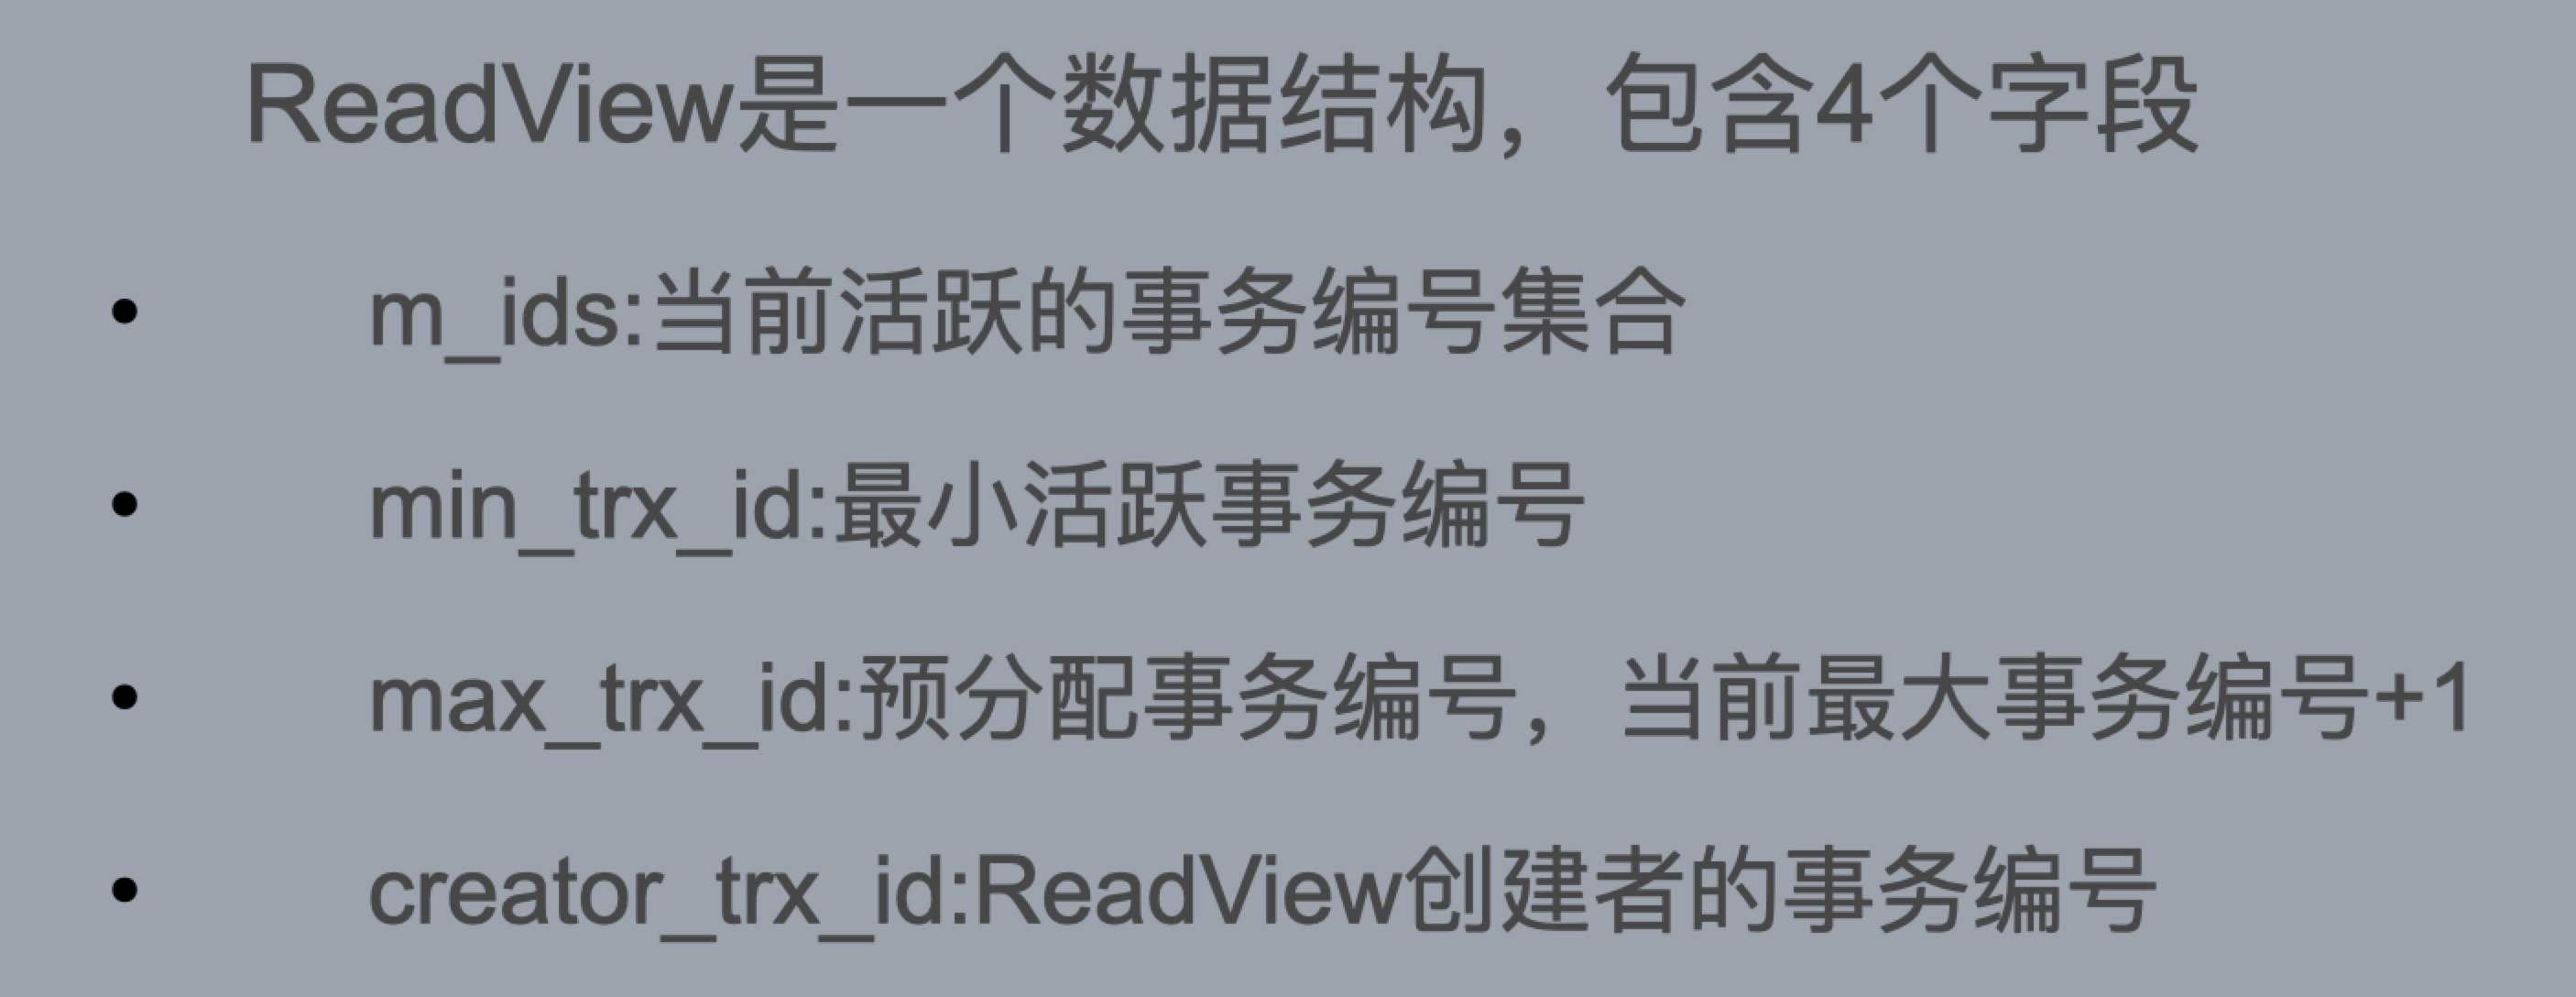 ReadView是一个数据结构，包含4个字段
• m_ids:当前活跃的事务编号集合
• min_trx_id:最小活跃事务编号
• max_trx_id:预分配事务编号，当前最大事务编号+1
• creator_trx_id:ReadView创建者的事务编号